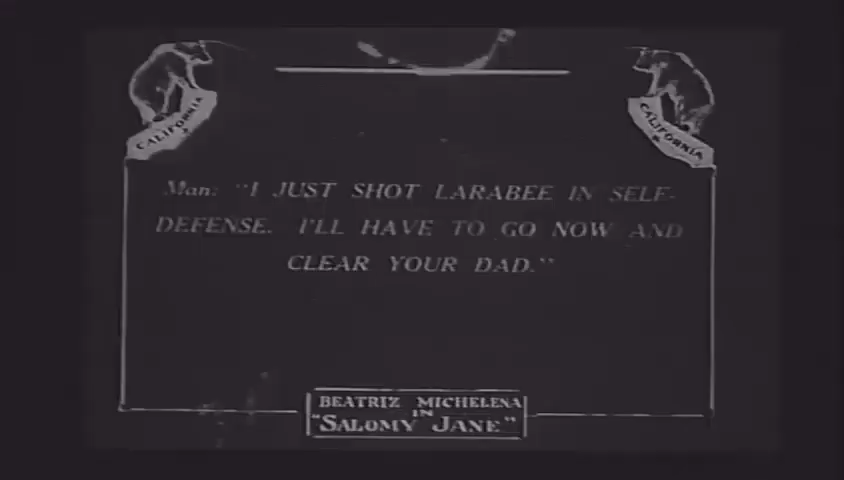 CALIFORNIA
CALIFORNIA
Man: "I JUST SHOT LARABEE IN SELF-
DEFENSE. I'LL HAVE TO GO NOW AND
CLEAR YOUR DAD."
BEATRIZ MICHELENA
IN
"SALOMY JANE"